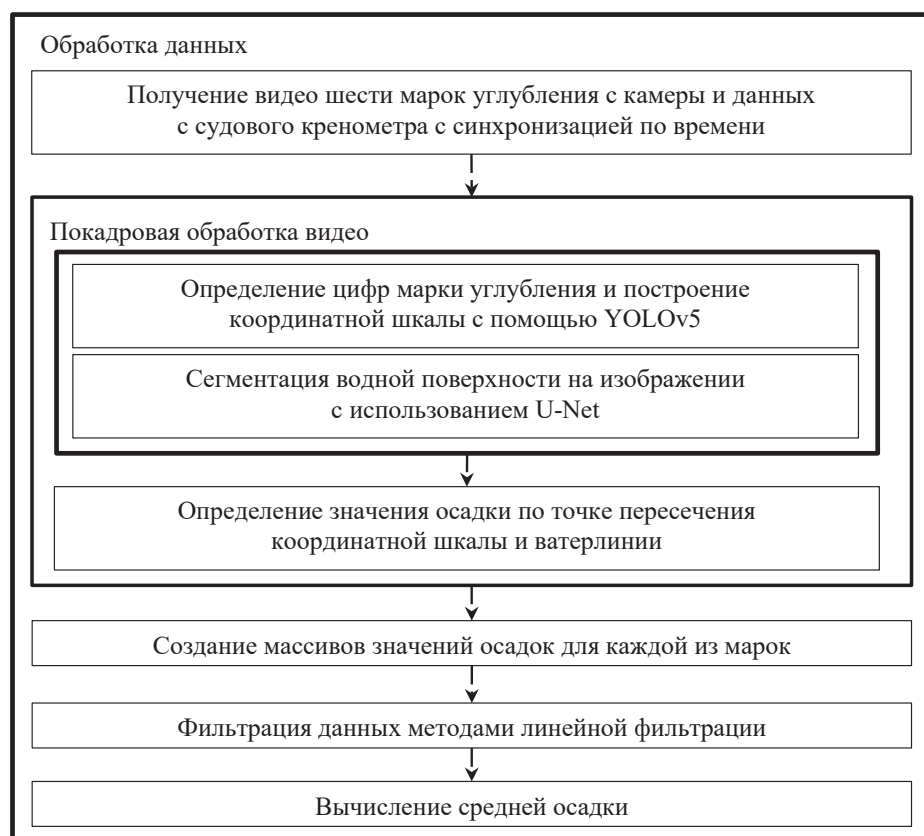 Обработка данных
Получение видео шести марок углубления с камеры и данных
с судового кренометра с синхронизацией по времени
Покадровая обработка видео
Определение цифр марки углубления и построение
координатной шкалы с помощью YOLOv5
Сегментация водной поверхности на изображении
с использованием U-Net
Определение значения осадки по точке пересечения
координатной шкалы и ватерлинии
Создание массивов значений осадок для каждой из марок
Фильтрация данных методами линейной фильтрации
Вычисление средней осадки